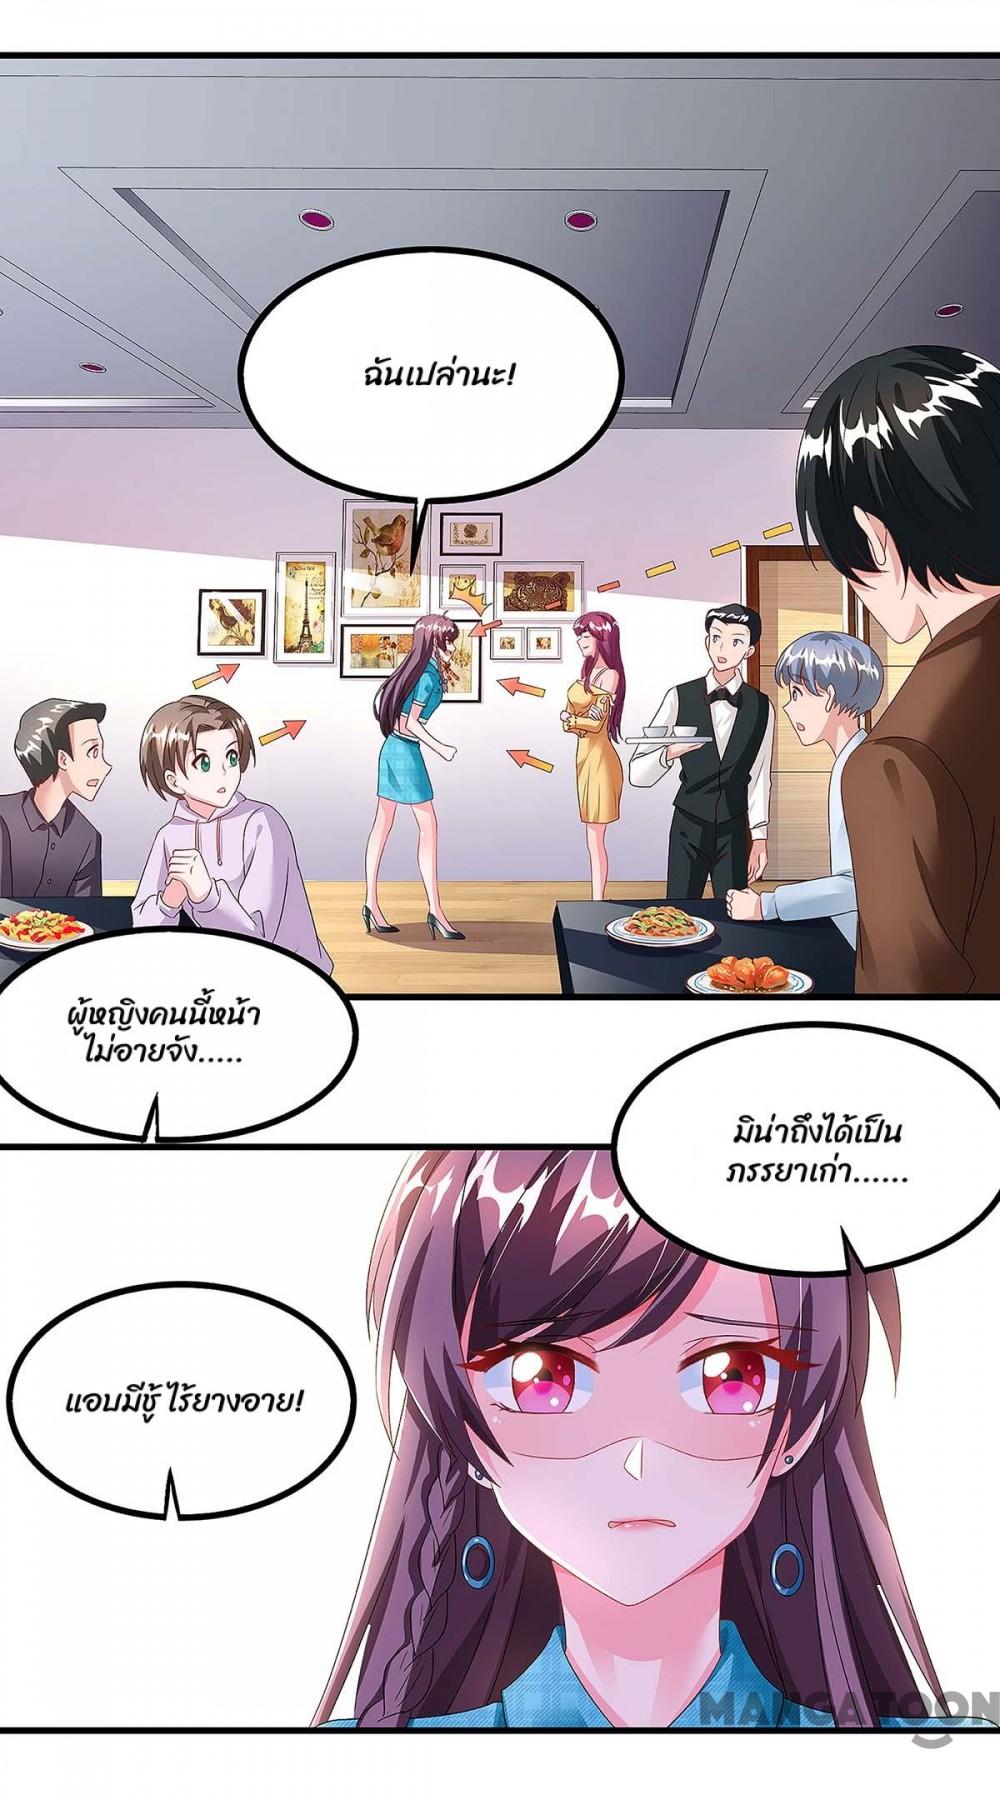 ฉันเปล่านะ!
ผู้หญิงคนนี้หน้า
ไม่อายจัง.....
มิน่าถึงได้เป็น
ภรรยาเก่า......
แอบมีชู้ ไร้ยางอาย!
MANGATOON